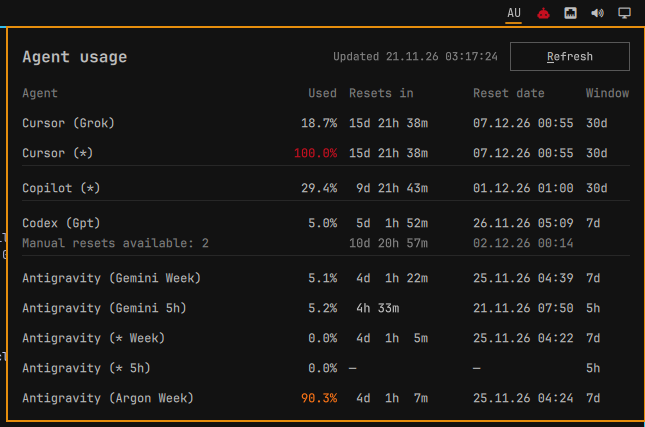 AU
Agent usage Updated 21.11.26 03:17:24 Refresh
Agent Used Resets in Reset date Window
Cursor (Grok) 18.7% 15d 21h 38m 07.12.26 00:55 30d
Cursor (*) 100.0% 15d 21h 38m 07.12.26 00:55 30d
Copilot (*) 29.4% 9d 21h 43m 01.12.26 01:00 30d
Codex (Gpt) 5.0% 5d 1h 52m 26.11.26 05:09 7d
Manual resets available: 2 10d 20h 57m 02.12.26 00:14
Antigravity (Gemini Week) 5.1% 4d 1h 22m 25.11.26 04:39 7d
Antigravity (Gemini 5h) 5.2% 4h 33m 21.11.26 07:50 5h
Antigravity (* Week) 0.0% 4d 1h 5m 25.11.26 04:22 7d
Antigravity (* 5h) 0.0% — — 5h
Antigravity (Argon Week) 90.3% 4d 1h 7m 25.11.26 04:24 7d